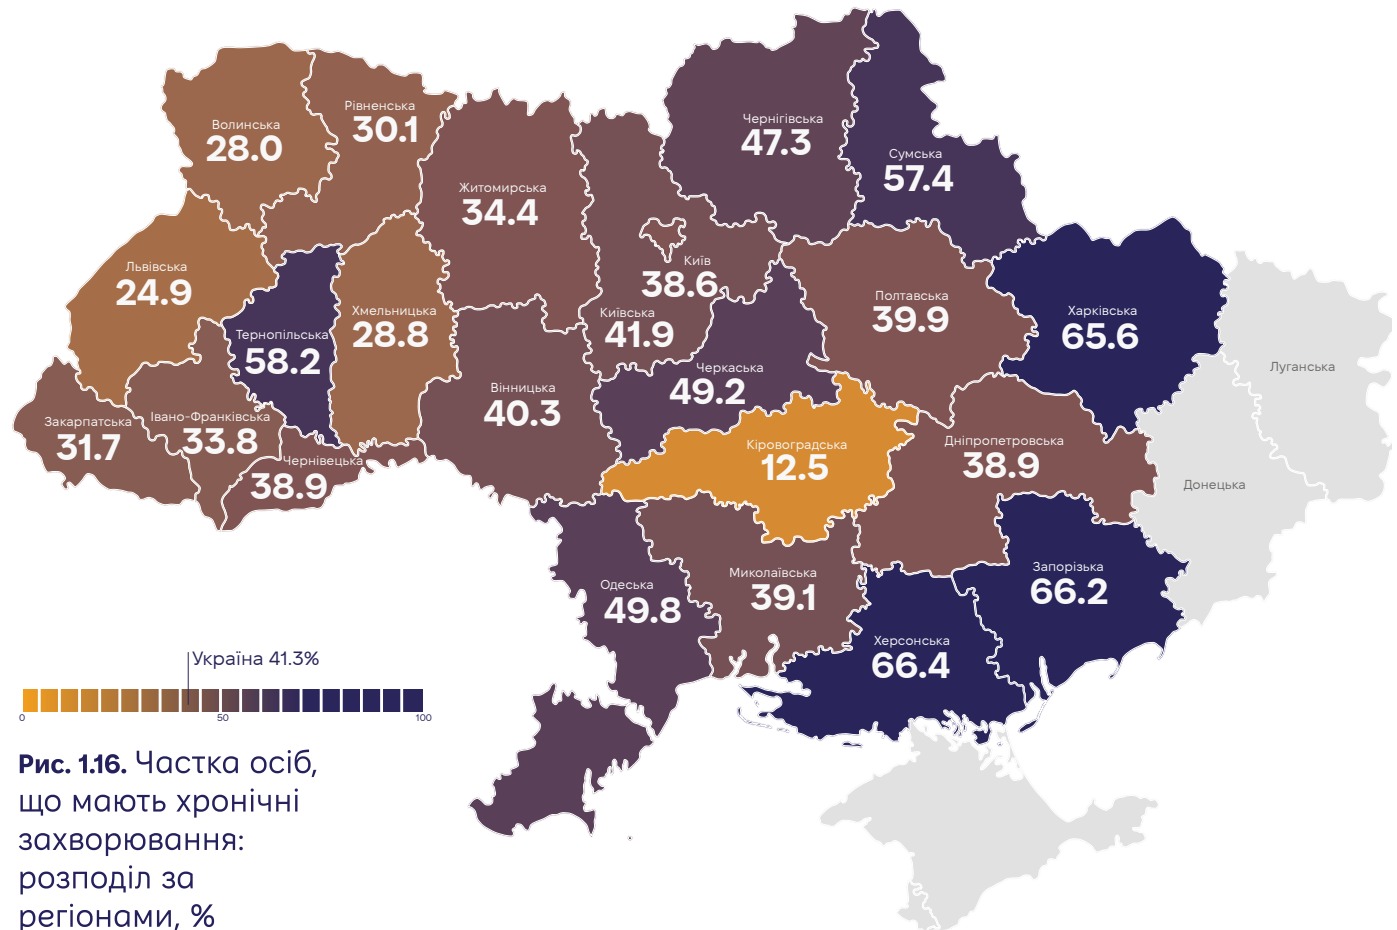 Волинська
28.0
Рівненська
30.1
Житомирська
34.4
Чернігівська
47.3
Сумська
57.4
Львівська
24.9
Тернопільська
58.2
Хмельницька
28.8
Київ
38.6
Київська
41.9
Полтавська
39.9
Харківська
65.6
Луганська
Закарпатська
31.7
Івано-Франківська
33.8
Чернівецька
38.9
Вінницька
40.3
Черкаська
49.2
Кіровоградська
12.5
Дніпропетровська
38.9
Донецька
Одеська
49.8
Миколаївська
39.1
Запорізька
66.2
Херсонська
66.4
Україна 41.3%
0
50
100
Рис. 1.16. Частка осіб,
що мають хронічні
захворювання:
розподіл за
регіонами, %